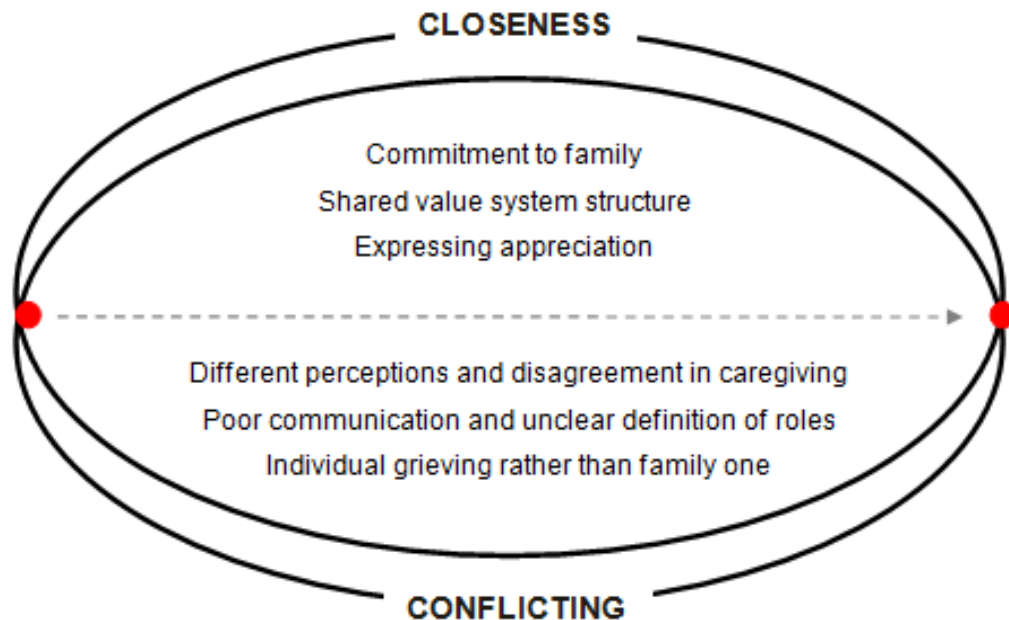 CLOSENESS
Commitment to family
Shared value system structure
Expressing appreciation
Different perceptions and disagreement in caregiving
Poor communication and unclear definition of roles
Individual grieving rather than family one
CONFLICTING